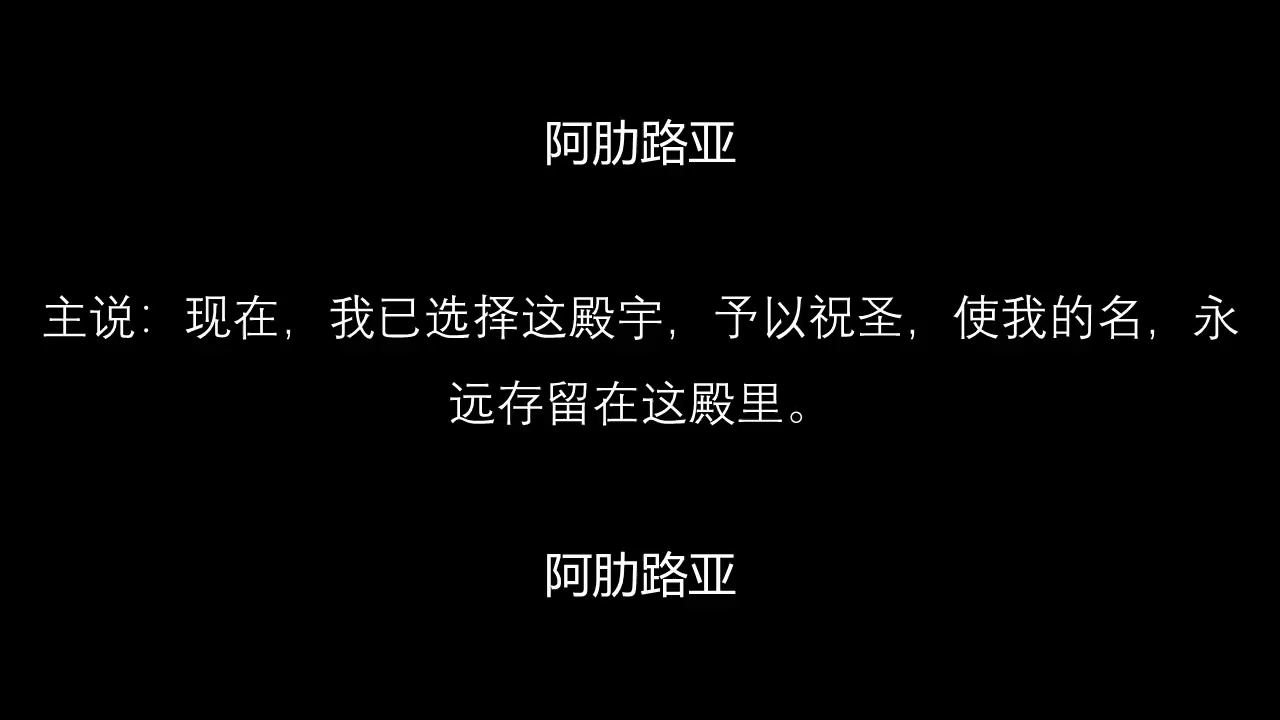 阿肋路亚
主说：现在，我已选择这殿宇，予以祝圣，使我的名，永
远存留在这殿里。
阿肋路亚